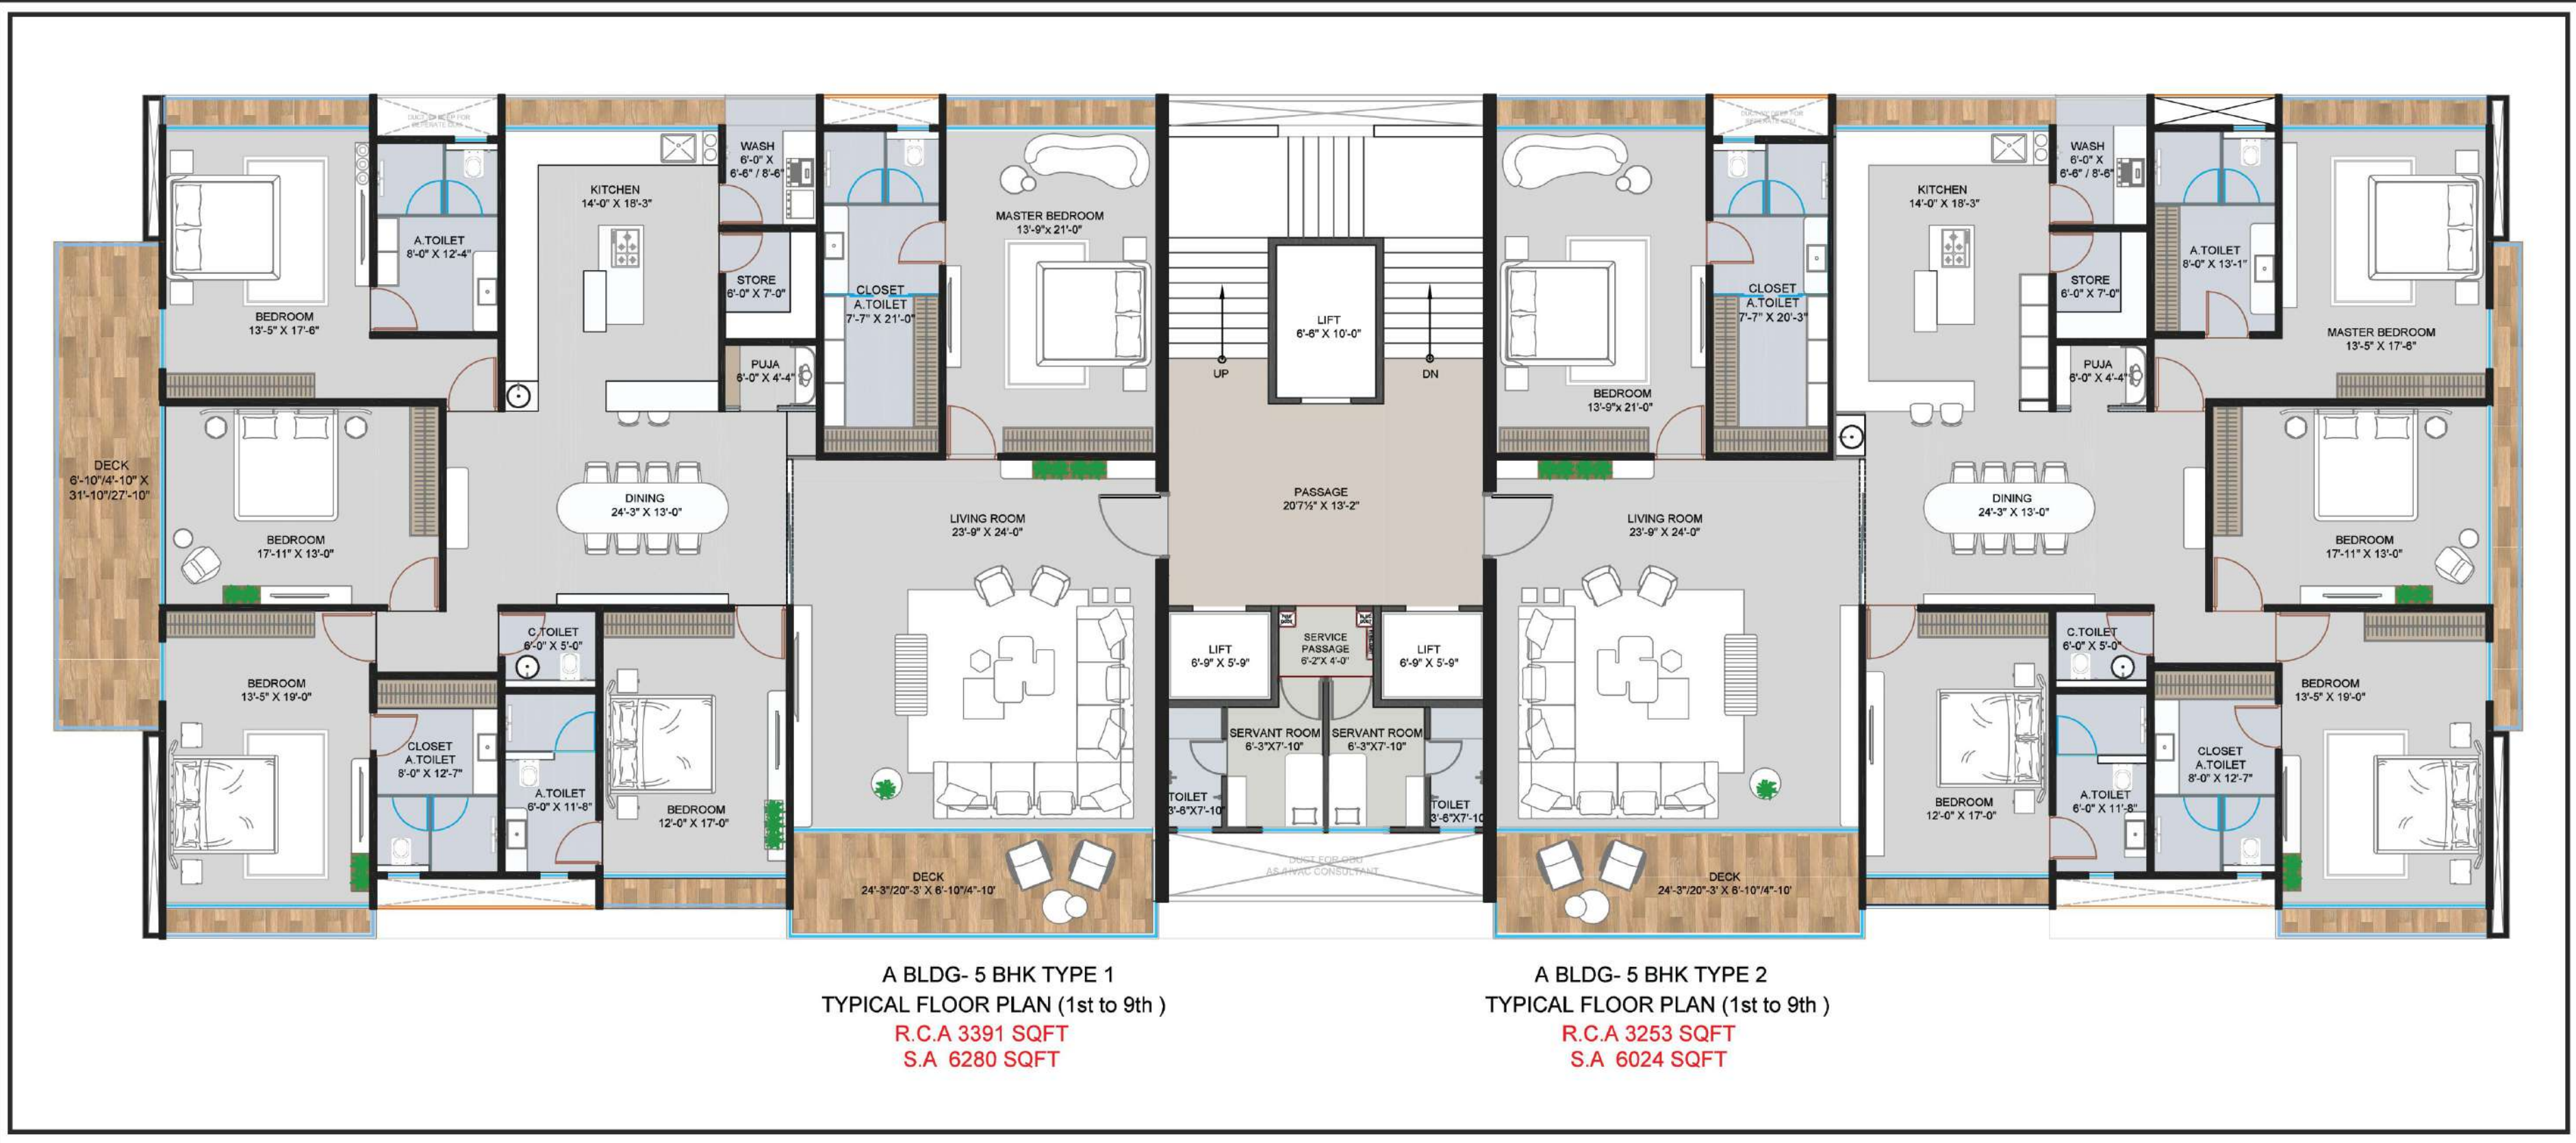 DUCT
WASH
6'-0" X
6'-6" / 8'-6"
KITCHEN
14'-0" X 18'-3"
A.TOILET
8'-0" X 12'-4"
BEDROOM
13'-5" X 17'-6"
STORE
6'-0" X 7'-0"
PUJA
6'-0" X 4'-4"
CLOSET
A.TOILET
7'-7" X 21'-0"
MASTER BEDROOM
13'-9"x 21'-0"
DECK
6'-10"/4'-10" X
31'-10"/27'-10"
BEDROOM
17'-11" X 13'-0"
DINING
24'-3" X 13'-0"
LIVING ROOM
23'-9" X 24'-0"
BEDROOM
13'-5" X 19'-0"
C.TOILET
6'-0" X 5'-0"
CLOSET
A.TOILET
8'-0" X 12'-7"
A.TOILET
6'-0" X 11'-8"
BEDROOM
12'-0" X 17'-0"
DECK
24'-3"/20"-3' X 6'-10/4"-10'
LIFT
6'-6" X 10'-0"
UP
DN
PASSAGE
20'7½" X 13'-2"
LIFT
6'-9" X 5'-9"
SERVICE
PASSAGE
6'-2"X 4'-0"
LIFT
6'-9" X 5'-9"
SERVANT ROOM
6'-3"X7'-10"
SERVANT ROOM
6'-3"X7'-10"
TOILET
3'-6"X7'-10"
TOILET
3'-6"X7'-10
DUCT FOR ODU
AS HVAC CONSULTANT
BEDROOM
13'-9"x 21'-0"
CLOSET
A.TOILET
7'-7" X 20'-3"
KITCHEN
14'-0" X 18'-3"
WASH
6'-0" X
6'-6" / 8'-6"
STORE
6'-0" X 7'-0"
PUJA
6'-0" X 4'-4"
A.TOILET
8'-0" X 13'-1"
MASTER BEDROOM
13'-5" X 17'-6"
LIVING ROOM
23'-9" X 24'-0"
DINING
24'-3" X 13'-0"
BEDROOM
17'-11" X 13'-0"
C.TOILET
6'-0" X 5'-0"
BEDROOM
13'-5" X 19'-0"
BEDROOM
12'-0" X 17'-0"
A.TOILET
6'-0" X 11'-8"
CLOSET
A.TOILET
8'-0" X 12'-7"
DECK
24'-3"/20"-3' X 6'-10/4"-10'
A BLDG- 5 BHK TYPE 1
TYPICAL FLOOR PLAN (1st to 9th )
R.C.A 3391 SQFT
S.A 6280 SQFT
A BLDG- 5 BHK TYPE 2
TYPICAL FLOOR PLAN (1st to 9th )
R.C.A 3253 SQFT
S.A 6024 SQFT